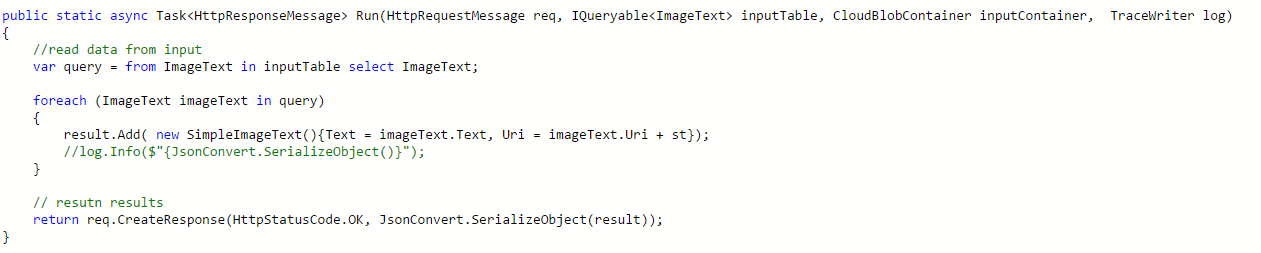 public static async Task<HttpResponseMessage> Run(HttpRequestMessage req, IQueryable<ImageText> inputTable, CloudBlobContainer inputContainer,  TraceWriter log)
{
    //read data from input
    var query = from ImageText in inputTable select ImageText;

    foreach (ImageText imageText in query)
    {
        result.Add( new SimpleImageText(){Text = imageText.Text, Uri = imageText.Uri + st});
        //log.Info($"{JsonConvert.SerializeObject()}");
    }

    // resutn results
    return req.CreateResponse(HttpStatusCode.OK, JsonConvert.SerializeObject(result));
}